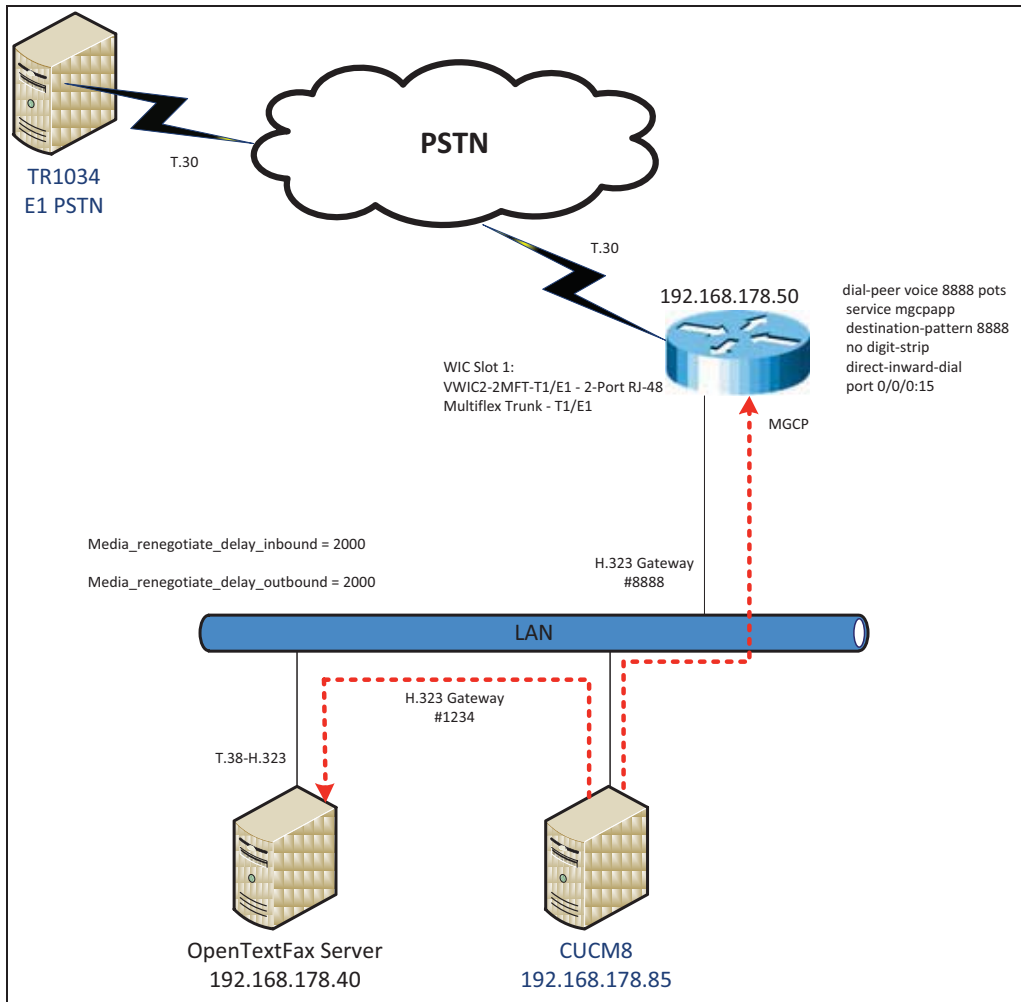 PSTN
T.30
TR1034
E1 PSTN
T.30
192.168.178.50
dial-peer voice 8888 pots
service mgcpapp
destination-pattern 8888
no digit-strip
direct-inward-dial
port 0/0/0:15
WIC Slot 1:
VWIC2-2MFT-T1/E1 - 2-Port RJ-48
Multiflex Trunk - T1/E1
MGCP
Media_renegotiate_delay_inbound = 2000
Media_renegotiate_delay_outbound = 2000
H.323 Gateway
#8888
LAN
H.323 Gateway
#1234
T.38-H.323
OpenTextFax Server
192.168.178.40
CUCM8
192.168.178.85